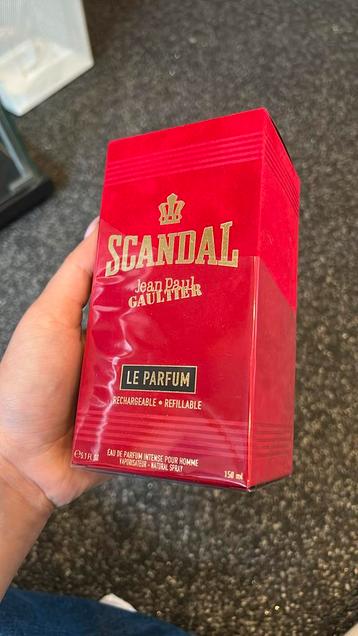 SCANDAL
Jean Paul
GAULTIER
LE PARFUM
RECHARGEABLE • REFILLABLE
EAU DE PARFUM INTENSE POUR HOMME
VAPORISATEUR - NATURAL SPRAY
150 ml